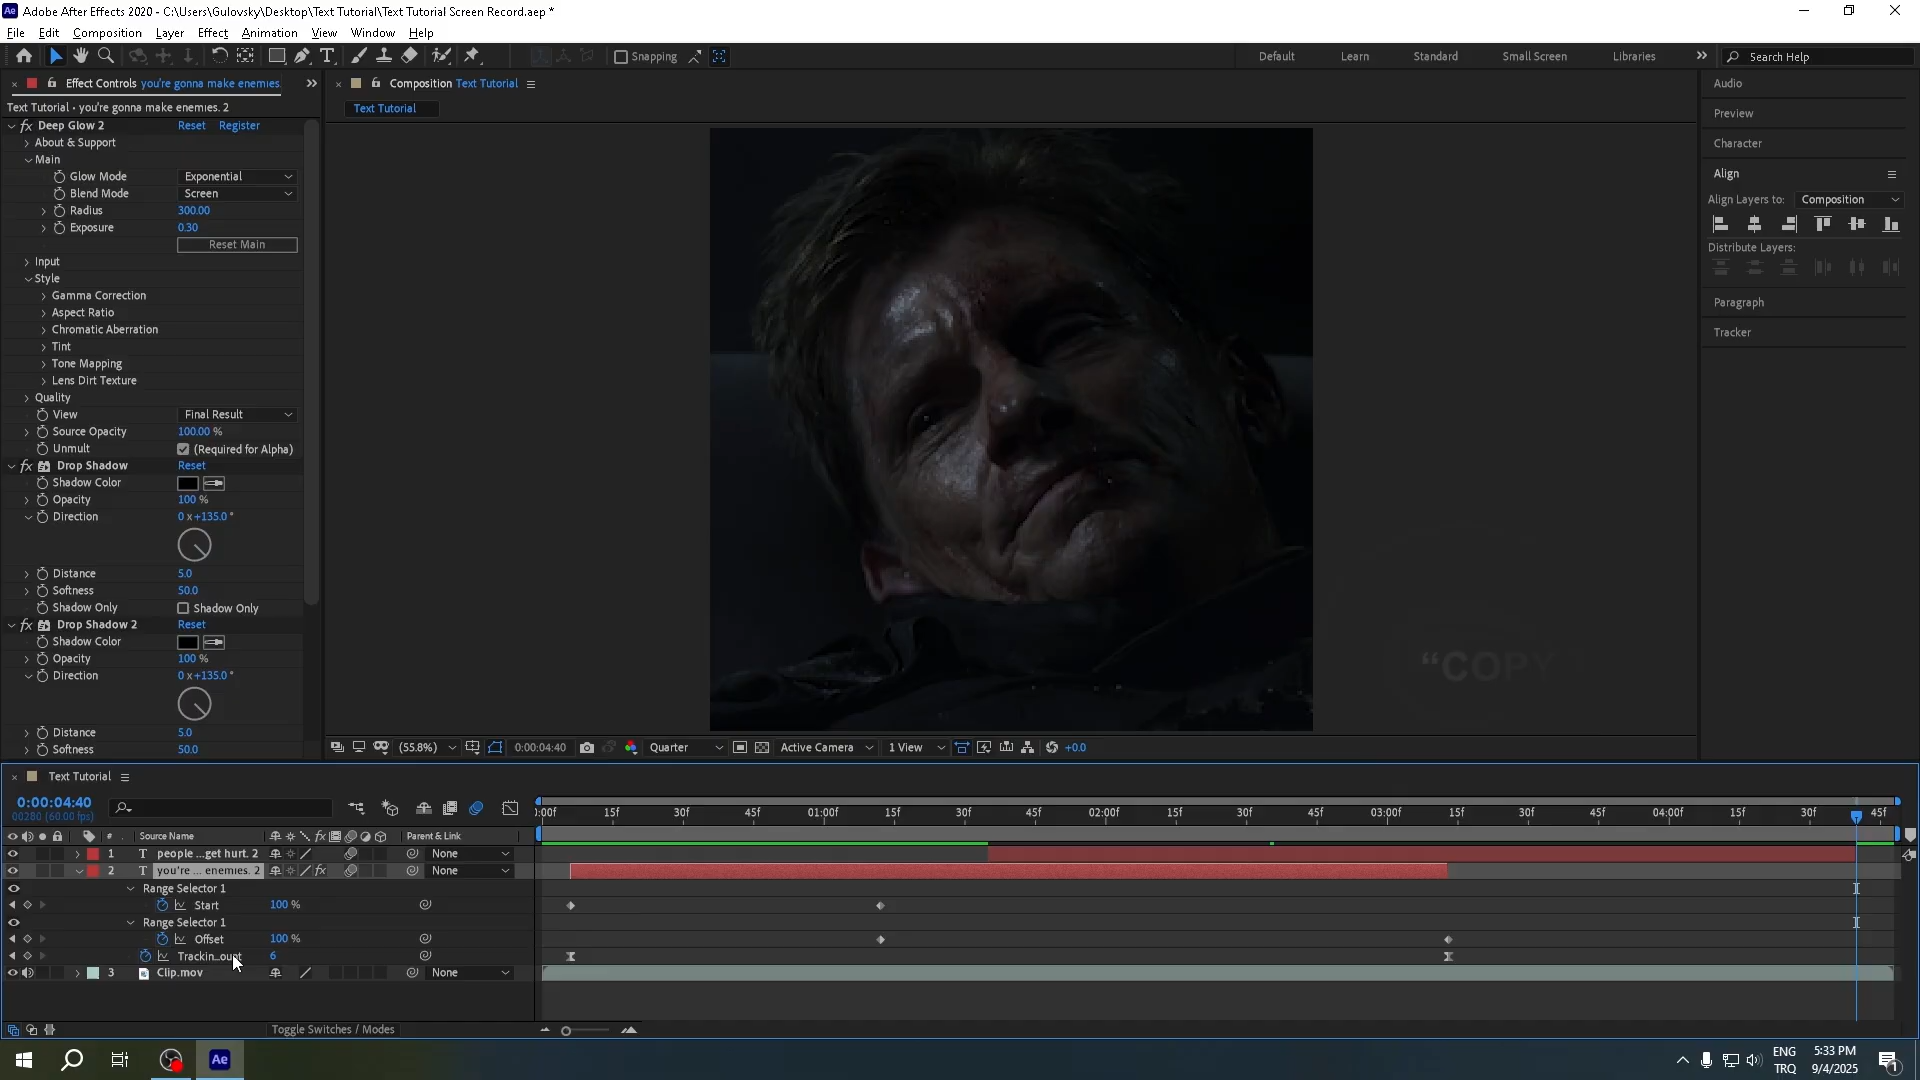 Adobe After Effects 2020 - C:\Users\Gulovsky\Desktop\Text Tutorial\Text Tutorial Screen Record.aep *
File Edit Composition Layer Effect Animation View Window Help
Snapping
Default Learn Standard Small Screen Libraries Search Help
Effect Controls you're gonna make enemies.
Composition Text Tutorial
Text Tutorial
Text Tutorial • you're gonna make enemies. 2
Deep Glow 2 Reset Register
About & Support
Main
Glow Mode Exponential
Blend Mode Screen
Radius 300.00
Exposure 0.30
Reset Main
Input
Style
Gamma Correction
Aspect Ratio
Chromatic Aberration
Tint
Tone Mapping
Lens Dirt Texture
Quality
View Final Result
Source Opacity 100.00 %
Unmult (Required for Alpha)
Drop Shadow Reset
Shadow Color
Opacity 100 %
Direction 0 x+135.0 °
Distance 5.0
Softness 50.0
Shadow Only Shadow Only
Drop Shadow 2 Reset
Shadow Color
Opacity 100 %
Direction 0 x+135.0 °
Distance 5.0
Softness 50.0
Audio
Preview
Character
Align
Align Layers to: Composition
Distribute Layers:
Paragraph
Tracker
“COPY
(55.8%) 0:00:04:40 Quarter Active Camera 1 View +0.0
Text Tutorial
0:00:04:40
00280 (60.00 fps)
:00f 15f 30f 45f 01:00f 15f 30f 45f 02:00f 15f 30f 45f 03:00f 15f 30f 45f 04:00f 15f 30f 45f
# Source Name fx Parent & Link
1 T people ...get hurt. 2 None
2 T you're ... enemies. 2 fx None
Range Selector 1
Start 100 %
Range Selector 1
Offset 100 %
Trackin...ount 6
3 Clip.mov None
Toggle Switches / Modes
Ae
ENG 5:33 PM
TRQ 9/4/2025
1